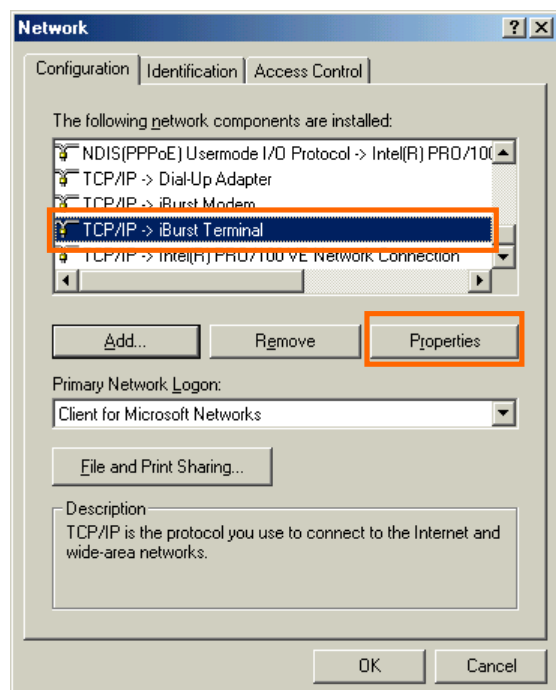 Network
Configuration Identification Access Control
The following network components are installed:
NDIS(PPPoE) Usermode I/O Protocol -> Intel(R) PRO/100
TCP/IP -> Dial-Up Adapter
TCP/IP -> iBurst Modem
TCP/IP -> iBurst Terminal
TCP/IP -> Intel(R) PRO/100 VE Network Connection
Add... Remove Properties
Primary Network Logon:
Client for Microsoft Networks
File and Print Sharing...
Description
TCP/IP is the protocol you use to connect to the Internet and
wide-area networks.
OK Cancel